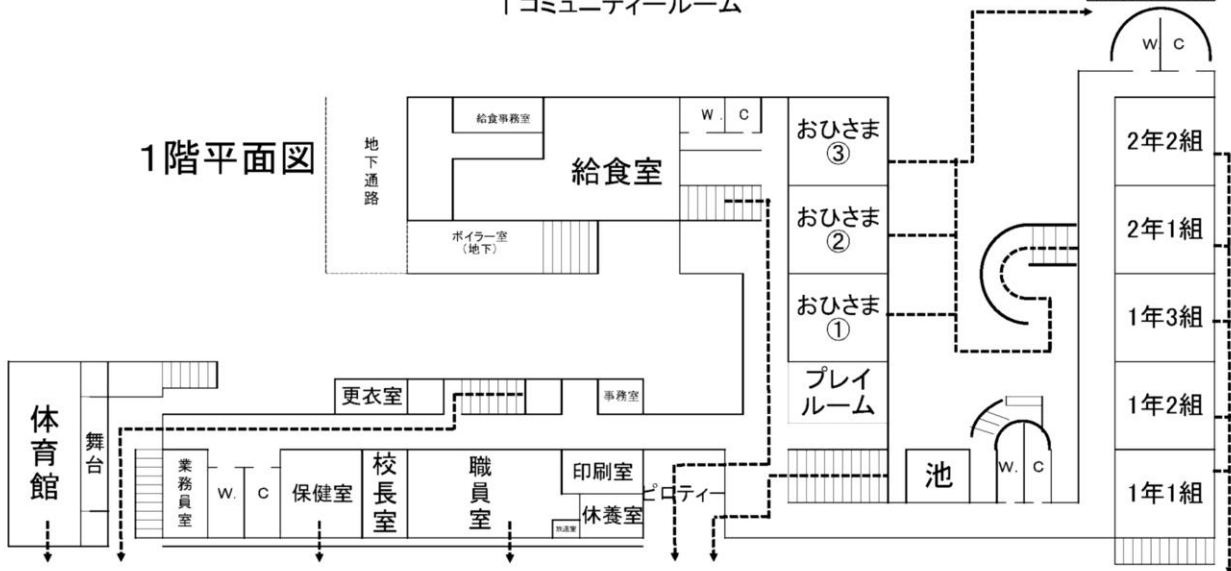 コミュニティールーム
W. C
1階平面図
地下通路
給食事務室
給食室
W. C
ボイラー室
(地下)
おひさま
③
おひさま
②
おひさま
①
プレイ
ルーム
2年2組
2年1組
1年3組
1年2組
1年1組
体育館
舞台
更衣室
事務室
業務員室
W. C
保健室
校長室
職員室
印刷室
休養室
放送室
ピロティー
池
W. C